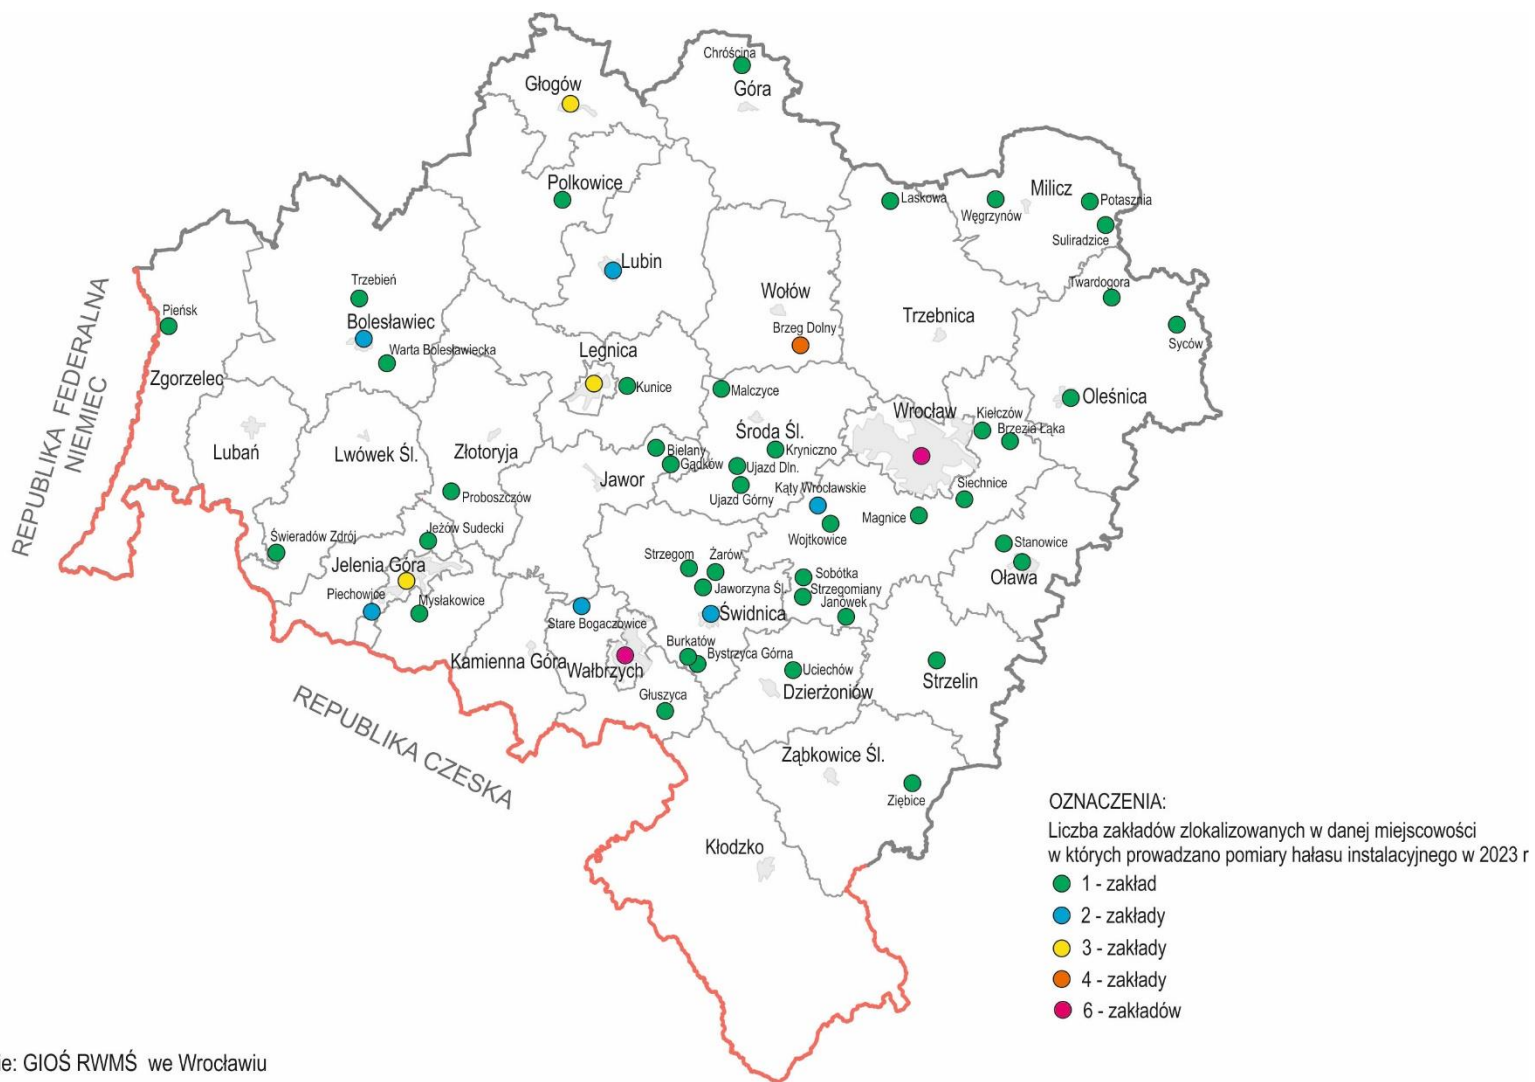 Chróścina
Głogów
Góra
Polkowice
Laskowa
Węgrzynów
Milicz
Potasznia
Suliradzice
Lubin
Trzebień
Twardogora
Pieńsk
Bolesławiec
Wołów
Trzebnica
Brzeg Dolny
Syców
Warta Bolesławiecka
Legnica
Zgorzelec
Kunice
Malczyce
Oleśnica
REPUBLIKA FEDERALNA
NIEMIEC
Wrocław
Kiełczów
Brzezia Łąka
Lubań
Lwówek Śl.
Złotoryja
Środa Śl.
Kryniczno
Bielany
Gądków
Ujazd Dln.
Jawor
Kąty Wrocławskie
Siechnice
Proboszczów
Ujazd Górny
Magnice
Wojtkowice
Jeżów Sudecki
Świeradów Zdrój
Stanowice
Strzegom
Żarów
Jelenia Góra
Sobótka
Oława
Jaworzyna Śl.
Strzegomiany
Piechowice
Mysłakowice
Janówek
Świdnica
Stare Bogaczowice
Burkatów
Bystrzyca Górna
Kamienna Góra
Wałbrzych
Uciechów
Strzelin
Dzierżoniów
Głuszyca
REPUBLIKA CZESKA
Ząbkowice Śl.
Ziębice
Kłodzko
OZNACZENIA:
Liczba zakładów zlokalizowanych w danej miejscowości
w których prowadzano pomiary hałasu instalacyjnego w 2023 r
1 - zakład
2 - zakłady
3 - zakłady
4 - zakłady
6 - zakładów
ie: GIOŚ RWMŚ we Wrocławiu